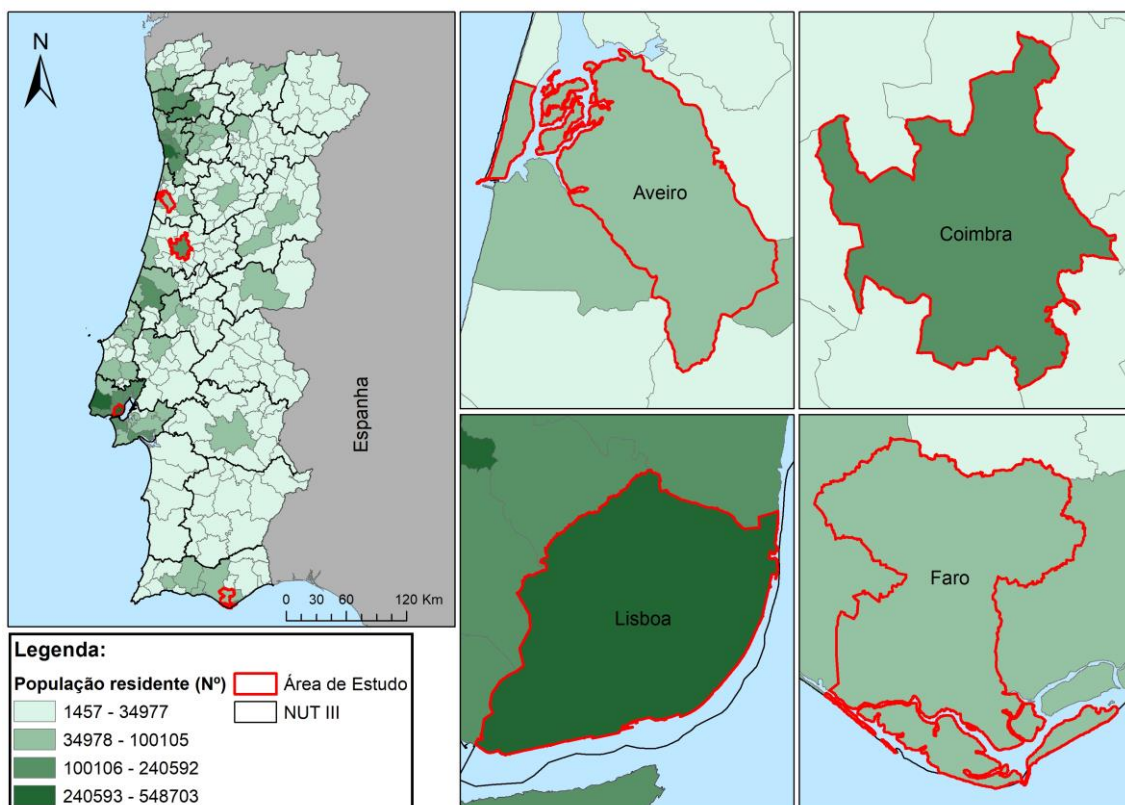 N
Espanha
0 30 60 120 Km
Aveiro
Coimbra
Lisboa
Faro
Legenda:
População residente (Nº)
1457 - 34977
34978 - 100105
100106 - 240592
240593 - 548703
Área de Estudo
NUT III